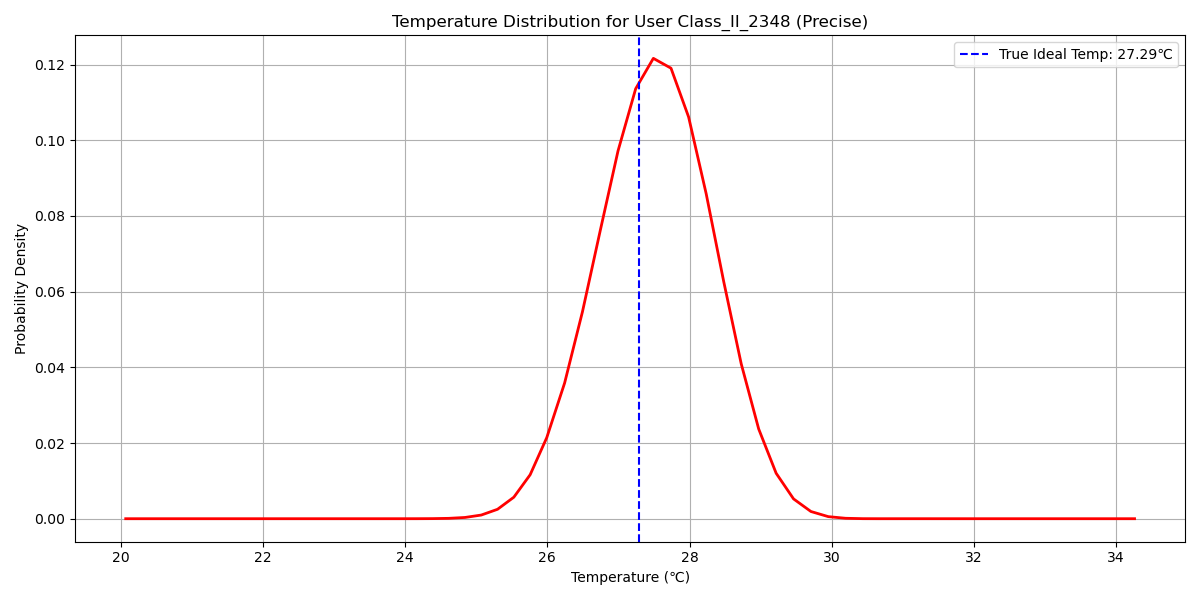 Temperature Distribution for User Class_II_2348 (Precise)
True Ideal Temp: 27.29℃
0.12
0.10
0.08
0.06
0.04
0.02
0.00
Probability Density
20 22 24 26 28 30 32 34
Temperature (℃)